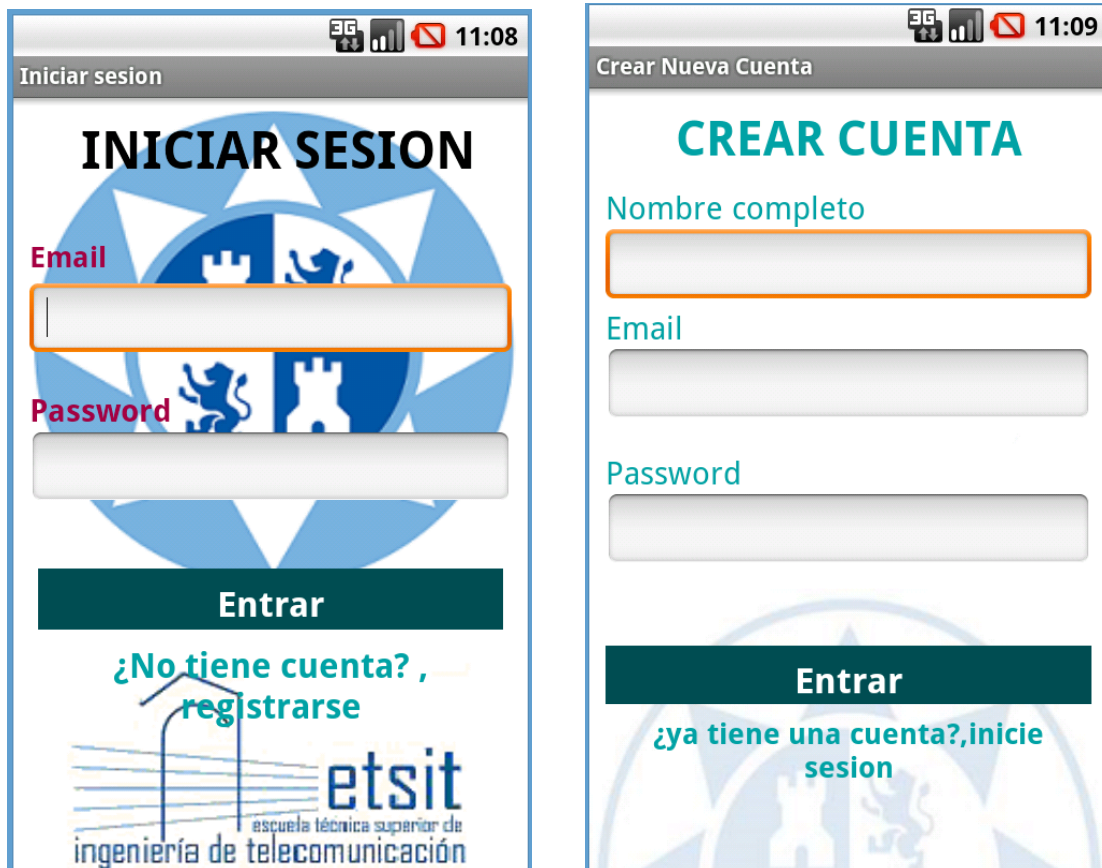 3G 11:08
Iniciar sesion
INICIAR SESION
Email
Password
Entrar
¿No tiene cuenta? ,
registrarse
etsit
escuela técnica superior de
ingeniería de telecomunicación
3G 11:09
Crear Nueva Cuenta
CREAR CUENTA
Nombre completo
Email
Password
Entrar
¿ya tiene una cuenta?,inicie
sesion